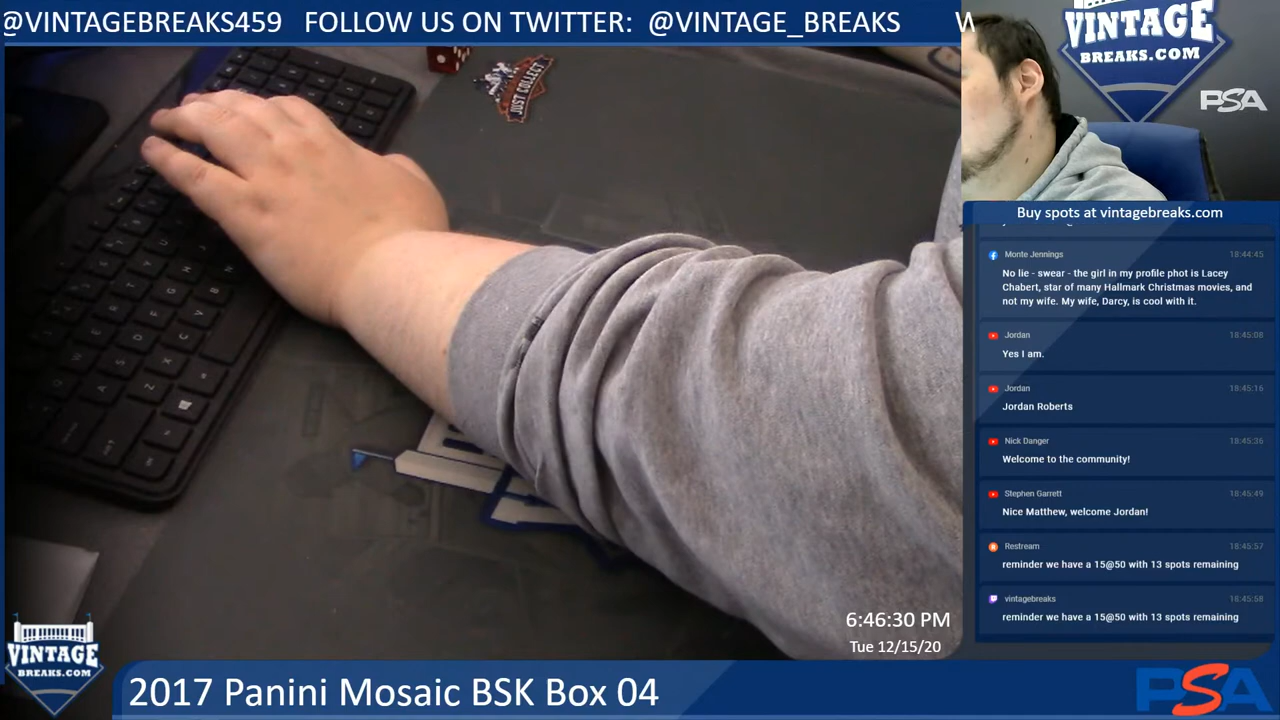 @VINTAGEBREAKS459 FOLLOW US ON TWITTER: @VINTAGE_BREAKS W
JUST COLLECT
VINTAGE
BREAKS.COM
PSA
Buy spots at vintagebreaks.com
Monte Jennings 18:44:45
No lie - swear - the girl in my profile phot is Lacey
Chabert, star of many Hallmark Christmas movies, and
not my wife. My wife, Darcy, is cool with it.
Jordan 18:45:08
Yes I am.
Jordan 18:45:16
Jordan Roberts
Nick Danger 18:45:36
Welcome to the community!
Stephen Garrett 18:45:49
Nice Matthew, welcome Jordan!
Restream 18:45:57
reminder we have a 15@50 with 13 spots remaining
vintagebreaks 18:45:58
reminder we have a 15@50 with 13 spots remaining
6:46:30 PM
Tue 12/15/20
VINTAGE
BREAKS.COM
2017 Panini Mosaic BSK Box 04
PSA